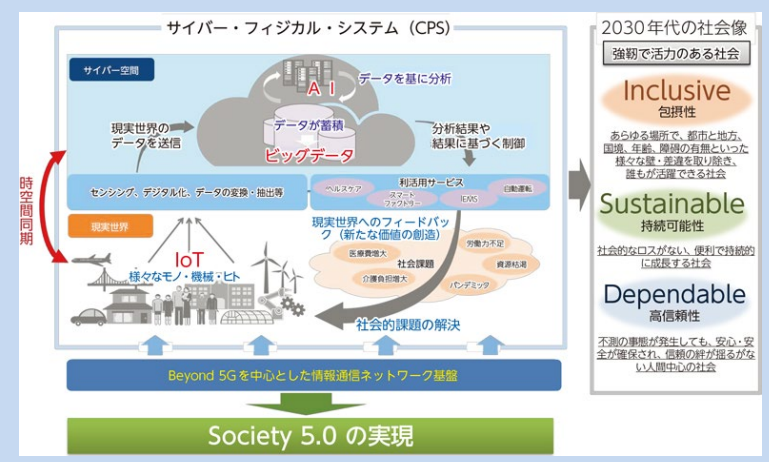 サイバー・フィジカル・システム（CPS）
サイバー空間
AI
データを基に分析
データが蓄積
ビッグデータ
現実世界の
データを送信
分析結果や
結果に基づく制御
時空間同期
センシング、デジタル化、データの変換・抽出等
利活用サービス
ヘルスケア
スマート
ファクトリー
IEMS
自動運転
現実世界
IoT
様々なモノ・機械・ヒト
現実世界へのフィードバッ
ク（新たな価値の創造）
医療費増大
労働力不足
社会課題
資源枯渇
介護負担増大
パンデミック
社会的課題の解決
Beyond 5Gを中心とした情報通信ネットワーク基盤
Society 5.0 の実現
2030年代の社会像
強靭で活力のある社会
Inclusive
包摂性
あらゆる場所で、都市と地方、
国境、年齢、障碍の有無といった
様々な壁・差違を取り除き、
誰もが活躍できる社会
Sustainable
持続可能性
社会的なロスがない、便利で持続的
に成長する社会
Dependable
高信頼性
不測の事態が発生しても、安心・安
全が確保され、信頼の絆が揺るがな
い人間中心の社会